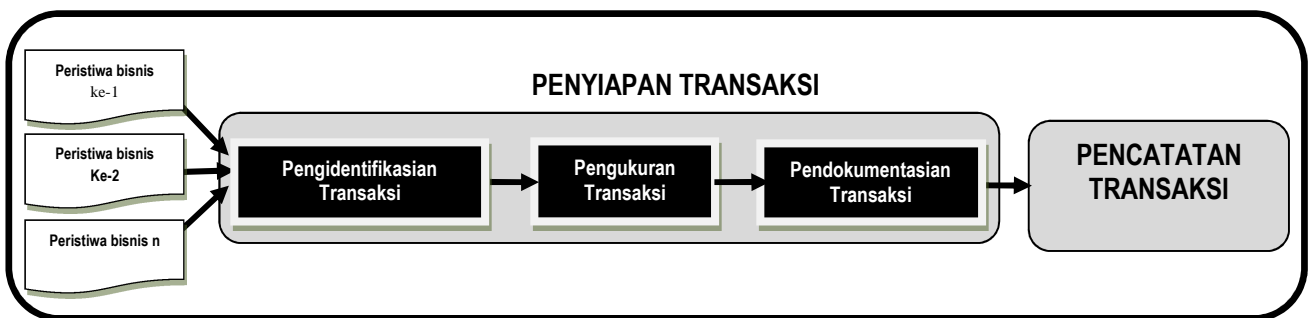 Peristiwa bisnis
ke-1
Peristiwa bisnis
Ke-2
Peristiwa bisnis n
PENYIAPAN TRANSAKSI
Pengidentifikasian
Transaksi
Pengukuran
Transaksi
Pendokumentasian
Transaksi
PENCATATAN
TRANSAKSI